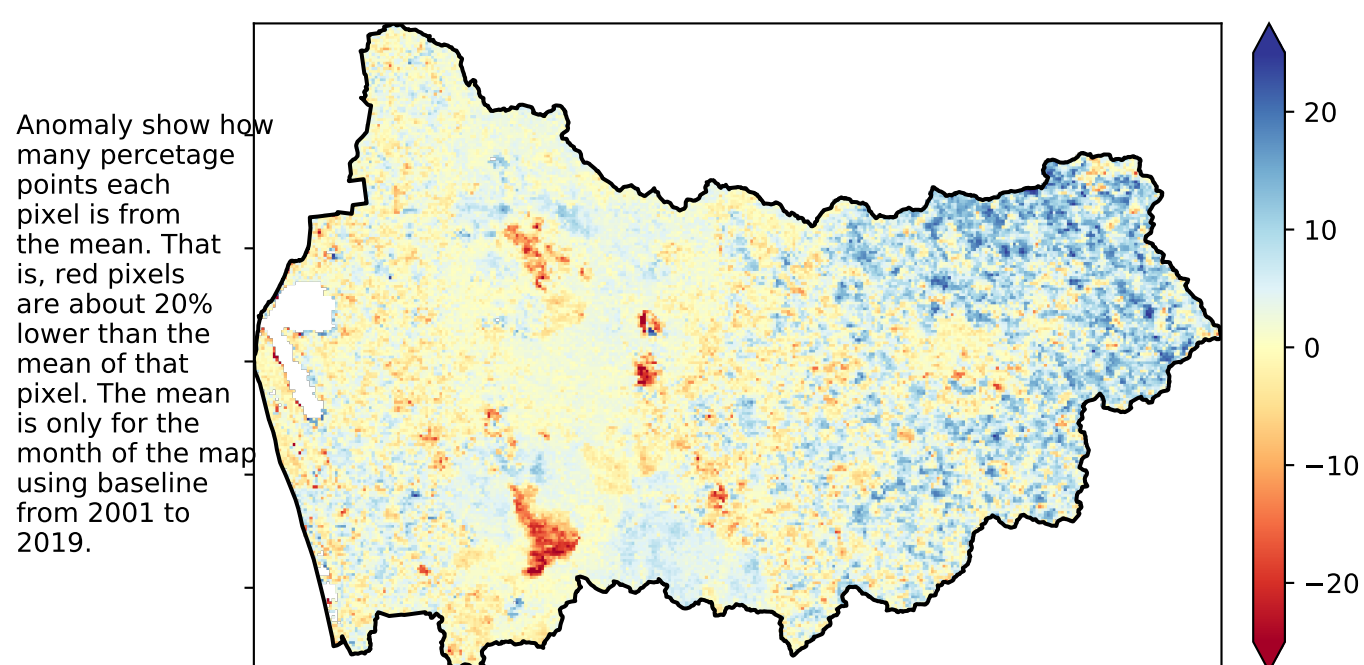 Anomaly show how
many percetage
points each
pixel is from
the mean. That
is, red pixels
are about 20%
lower than the
mean of that
pixel. The mean
is only for the
month of the map
using baseline
from 2001 to
2019.
20
10
0
−10
−20